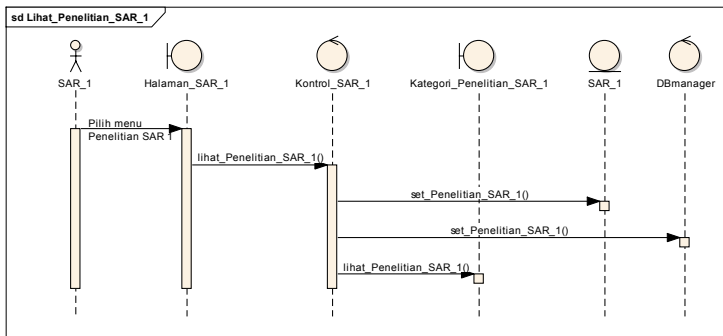 sd Lihat_Penelitian_SAR_1
SAR_1
Halaman_SAR_1
Kontrol_SAR_1
Kategori_Penelitian_SAR_1
SAR_1
DBmanager
Pilih menu
Penelitian SAR 1
lihat_Penelitian_SAR_1()
set_Penelitian_SAR_1()
set_Penelitian_SAR_1()
lihat_Penelitian_SAR_1()